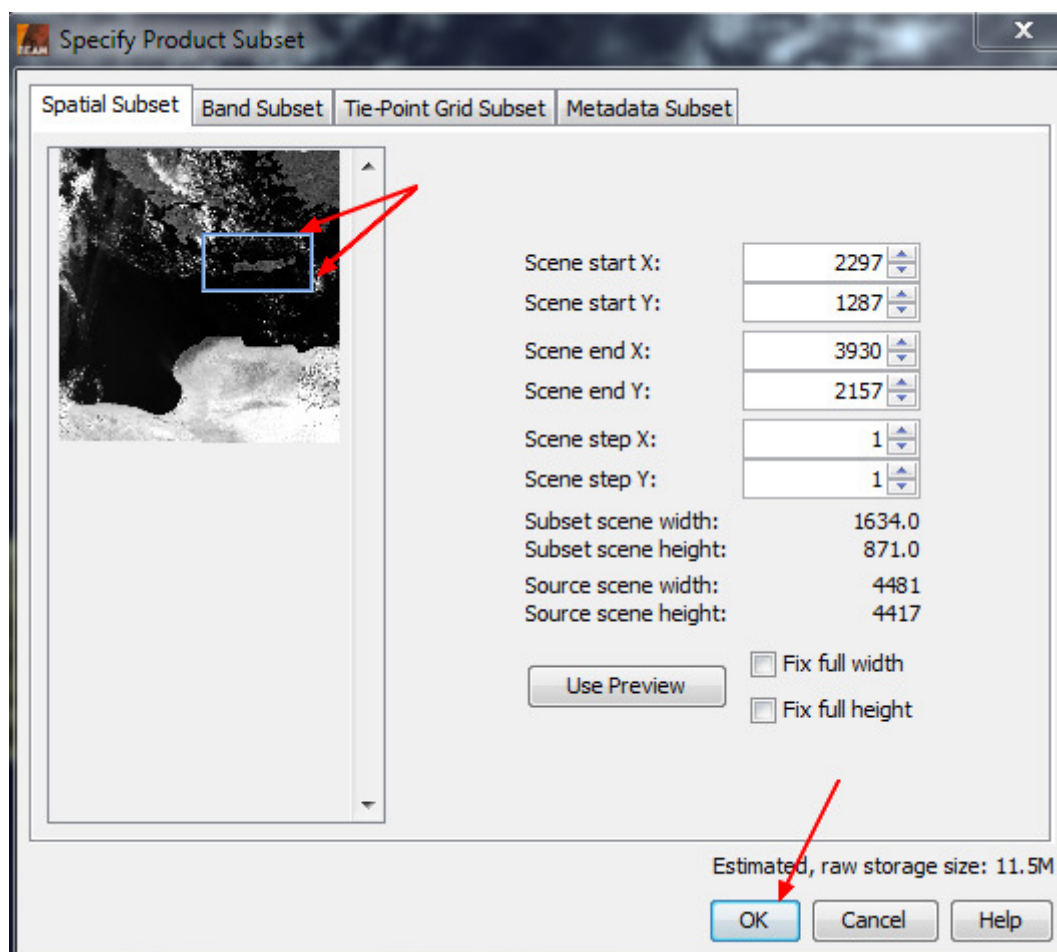 Specify Product Subset
Spatial Subset Band Subset Tie-Point Grid Subset Metadata Subset
Scene start X: 2297
Scene start Y: 1287
Scene end X: 3930
Scene end Y: 2157
Scene step X: 1
Scene step Y: 1
Subset scene width: 1634.0
Subset scene height: 871.0
Source scene width: 4481
Source scene height: 4417
Use Preview
Fix full width
Fix full height
Estimated, raw storage size: 11.5M
OK Cancel Help